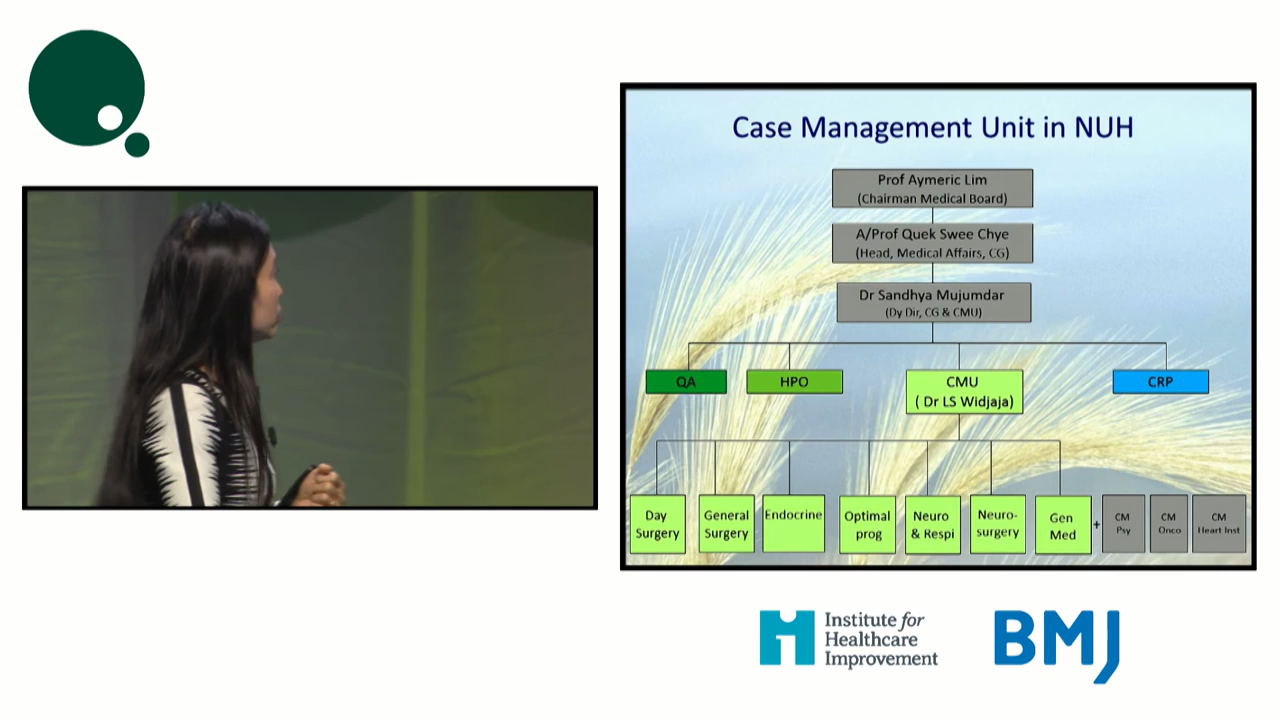 Case Management Unit in NUH
Prof Aymeric Lim
(Chairman Medical Board)
A/Prof Quek Swee Chye
(Head, Medical Affairs, CG)
Dr Sandhya Mujumdar
(Dy Dir, CG & CMU)
QA
HPO
CMU
( Dr LS Widjaja)
CRP
Day
Surgery
General
Surgery
Endocrine
Optimal
prog
Neuro
& Respi
Neuro-
surgery
Gen
Med
+
CM
Psy
CM
Onco
CM
Heart Inst
Institute for
Healthcare
Improvement
BMJ